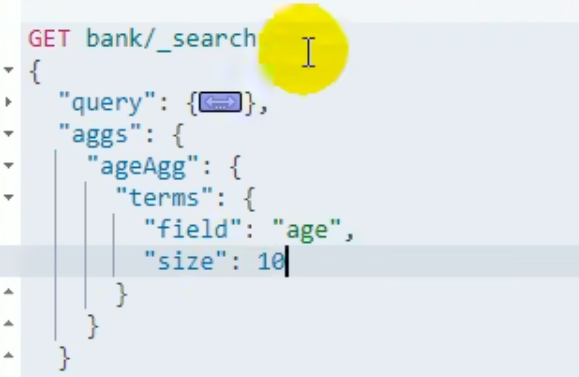 GET bank/_search
{
  "query": {},
  "aggs": {
    "ageAgg": {
      "terms": {
        "field": "age",
        "size": 10
      }
    }
  }